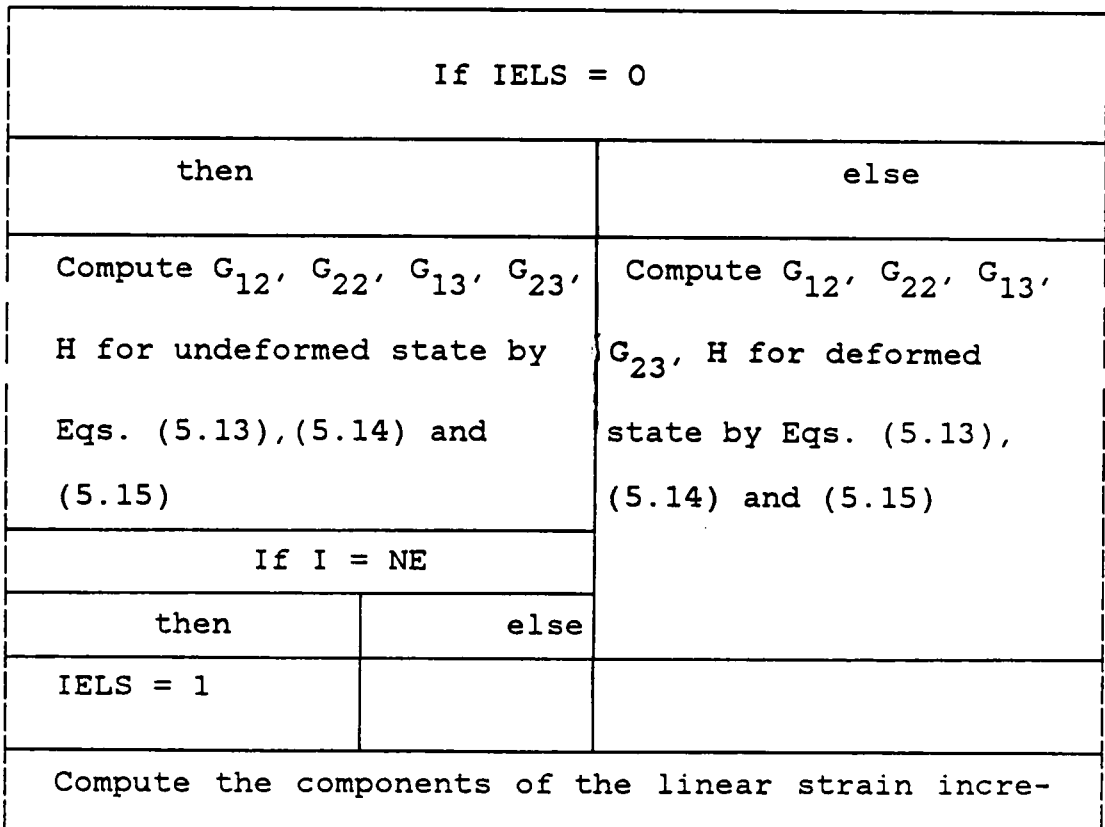 If IELS = 0
then
else
Compute G12, G22, G13, G23,
H for undeformed state by
Eqs. (5.13),(5.14) and
(5.15)
Compute G12, G22, G13,
G23, H for deformed
state by Eqs. (5.13),
(5.14) and (5.15)
If I = NE
then
else
IELS = 1
Compute the components of the linear strain incre-